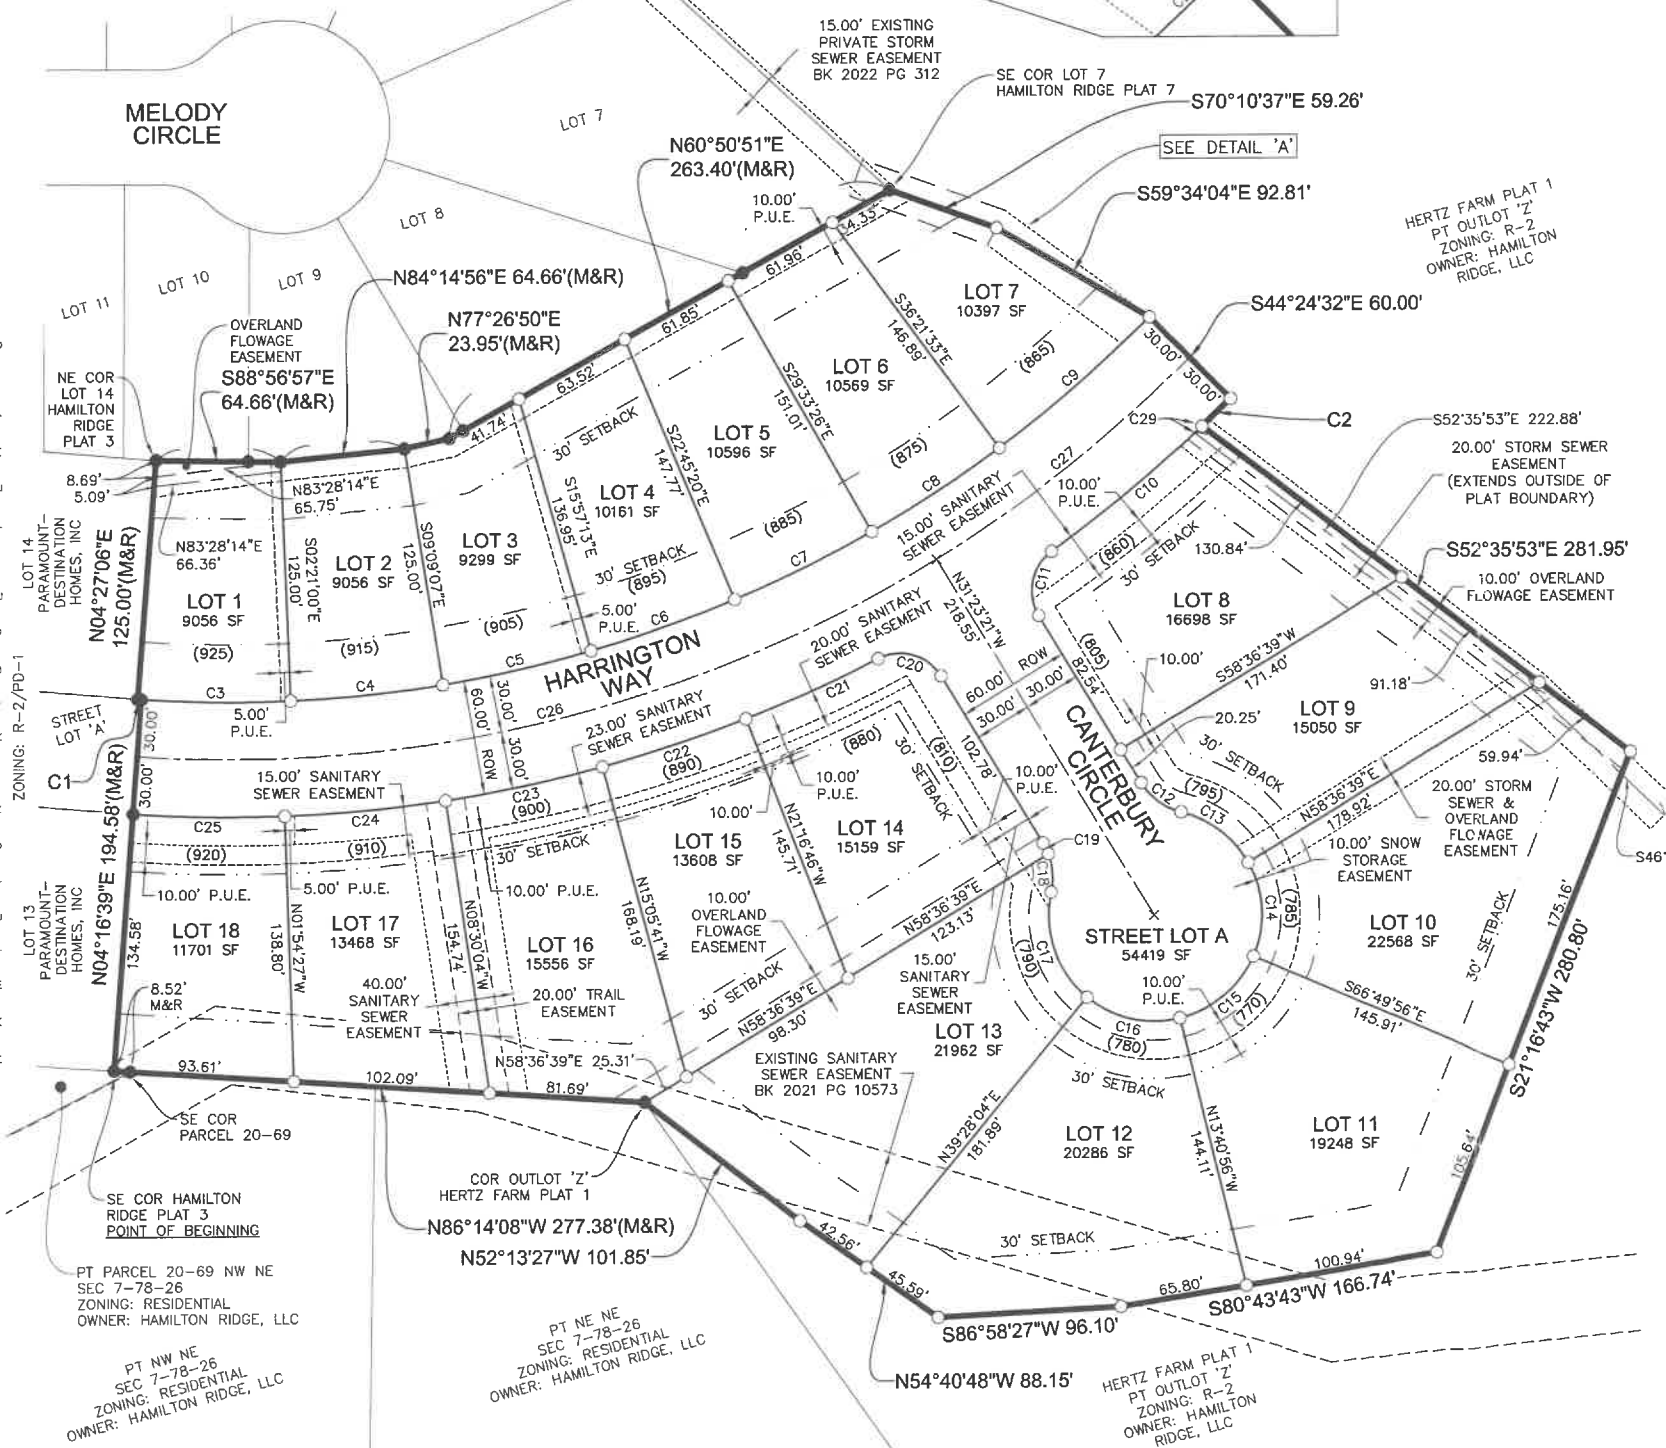 MELODY
CIRCLE
LOT 7
LOT 8
LOT 9
LOT 10
LOT 11
15.00' EXISTING
PRIVATE STORM
SEWER EASEMENT
BK 2022 PG 312
SE COR LOT 7
HAMILTON RIDGE PLAT 7
S70°10'37"E 59.26'
SEE DETAIL 'A'
S59°34'04"E 92.81'
HERTZ FARM PLAT 1
PT OUTLOT 'Z'
ZONING: R-2
OWNER: HAMILTON
RIDGE, LLC
N60°50'51"E
263.40'(M&R)
10.00'
P.U.E.
34.33'
61.96'
61.85'
63.52'
41.74'
N84°14'56"E 64.66'(M&R)
N77°26'50"E
23.95'(M&R)
OVERLAND
FLOWAGE
EASEMENT
S88°56'57"E
64.66'(M&R)
NE COR
LOT 14
HAMILTON
RIDGE
PLAT 3
8.69'
5.09'
N83°28'14"E
65.75'
N83°28'14"E
66.36'
LOT 14
PARAMOUNT-
DESTINATION
HOMES, INC
N04°27'06"E
125.00'(M&R)
LOT 1
9056 SF
(925)
S02°21'00"E
125.00'
LOT 2
9056 SF
(915)
S09°09'07"E
125.00'
LOT 3
9299 SF
(905)
S15°57'13"E
136.95'
30' SETBACK
LOT 4
10161 SF
30' SETBACK
(895)
S22°45'20"E
147.77'
LOT 5
10596 SF
(885)
S29°33'26"E
151.01'
LOT 6
10569 SF
(875)
S36°21'33"E
146.89'
LOT 7
10397 SF
(865)
S44°24'32"E 60.00'
30.00'
30.00'
C2
C29
C9
C27
C10
C11
C8
C7
C6
C5
C4
C3
5.00'
P.U.E.
5.00'
P.U.E.
S52°35'53"E 222.88'
20.00' STORM SEWER
EASEMENT
(EXTENDS OUTSIDE OF
PLAT BOUNDARY)
S52°35'53"E 281.95'
10.00' OVERLAND
FLOWAGE EASEMENT
10.00'
P.U.E.
(860)
30' SETBACK
130.84'
LOT 8
16698 SF
(805)
82.54'
10.00'
S58°36'39"W
171.40'
91.18'
LOT 9
15050 SF
20.25'
30' SETBACK
59.94'
(795)
N58°36'39"E
178.92'
20.00' STORM
SEWER &
OVERLAND
FLOWAGE
EASEMENT
10.00' SNOW
STORAGE
EASEMENT
C12
C13
C14
(785)
S46°
15.00' SANITARY
SEWER EASEMENT
N31°23'21"W
218.55'
60.00' ROW
30.00'
30.00'
CANTERBURY
CIRCLE
HARRINGTON
WAY
C26
60.00' ROW
30.00'
30.00'
20.00' SANITARY
SEWER EASEMENT
C20
C21
23.00' SANITARY
SEWER EASEMENT
C22
(890)
(880)
(810)
30' SETBACK
102.78'
10.00'
P.U.E.
C19
C18
STREET
LOT 'A'
C1
30.00'
30.00'
ZONING: R-2/PD-1
N04°16'39"E 194.58'(M&R)
134.58'
15.00' SANITARY
SEWER EASEMENT
C25
C24
C23
(920)
(910)
(900)
30' SETBACK
10.00' P.U.E.
5.00' P.U.E.
10.00' P.U.E.
10.00'
10.00'
P.U.E.
LOT 13
PARAMOUNT-
DESTINATION
HOMES, INC
8.52'
M&R
LOT 18
11701 SF
N01°54'27"W
138.80'
LOT 17
13468 SF
154.74'
N08°30'04"W
LOT 16
15556 SF
N15°05'41"W
168.19'
LOT 15
13608 SF
N21°16'46"W
145.71'
LOT 14
15159 SF
10.00'
OVERLAND
FLOWAGE
EASEMENT
N58°36'39"E
123.13'
15.00'
SANITARY
SEWER
EASEMENT
40.00'
SANITARY
SEWER
EASEMENT
20.00' TRAIL
EASEMENT
30' SETBACK
N58°36'39"E
98.30'
N58°36'39"E 25.31'
93.61'
102.09'
81.69'
STREET LOT A
54419 SF
10.00'
P.U.E.
C17
(790)
C16
(780)
C15
(770)
30' SETBACK
LOT 10
22568 SF
30' SETBACK
175.16'
S21°16'43"W 280.80'
105.64'
S66°49'56"E
145.91'
LOT 11
19248 SF
LOT 12
20286 SF
N13°40'56"W
144.11'
LOT 13
21962 SF
N39°28'04"E
181.89'
EXISTING SANITARY
SEWER EASEMENT
BK 2021 PG 10573
30' SETBACK
SE COR
PARCEL 20-69
SE COR HAMILTON
RIDGE PLAT 3
POINT OF BEGINNING
COR OUTLOT 'Z'
HERTZ FARM PLAT 1
N86°14'08"W 277.38'(M&R)
N52°13'27"W 101.85'
42.56'
45.59'
65.80'
100.94'
S80°43'43"W 166.74'
S86°58'27"W 96.10'
N54°40'48"W 88.15'
PT PARCEL 20-69 NW NE
SEC 7-78-26
ZONING: RESIDENTIAL
OWNER: HAMILTON RIDGE, LLC
PT NW NE
SEC 7-78-26
ZONING: RESIDENTIAL
OWNER: HAMILTON RIDGE, LLC
PT NE NE
SEC 7-78-26
ZONING: RESIDENTIAL
OWNER: HAMILTON RIDGE, LLC
HERTZ FARM PLAT 1
PT OUTLOT 'Z'
ZONING: R-2
OWNER: HAMILTON
RIDGE, LLC